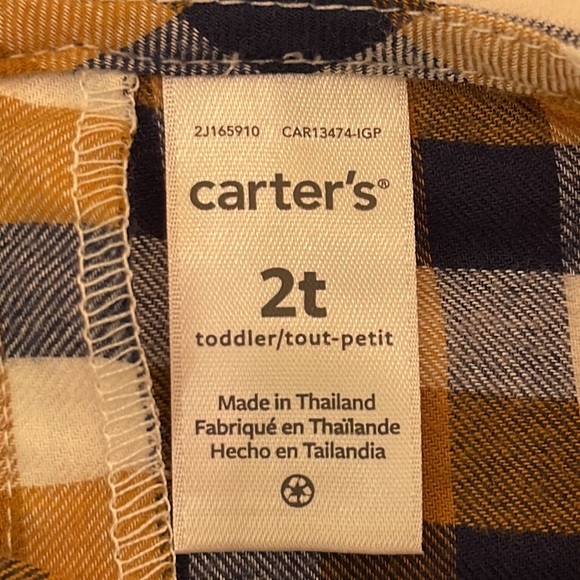 2J165910 CAR13474-IGP
carter's®
2t
toddler/tout-petit
Made in Thailand
Fabriqué en Thaïlande
Hecho en Tailandia